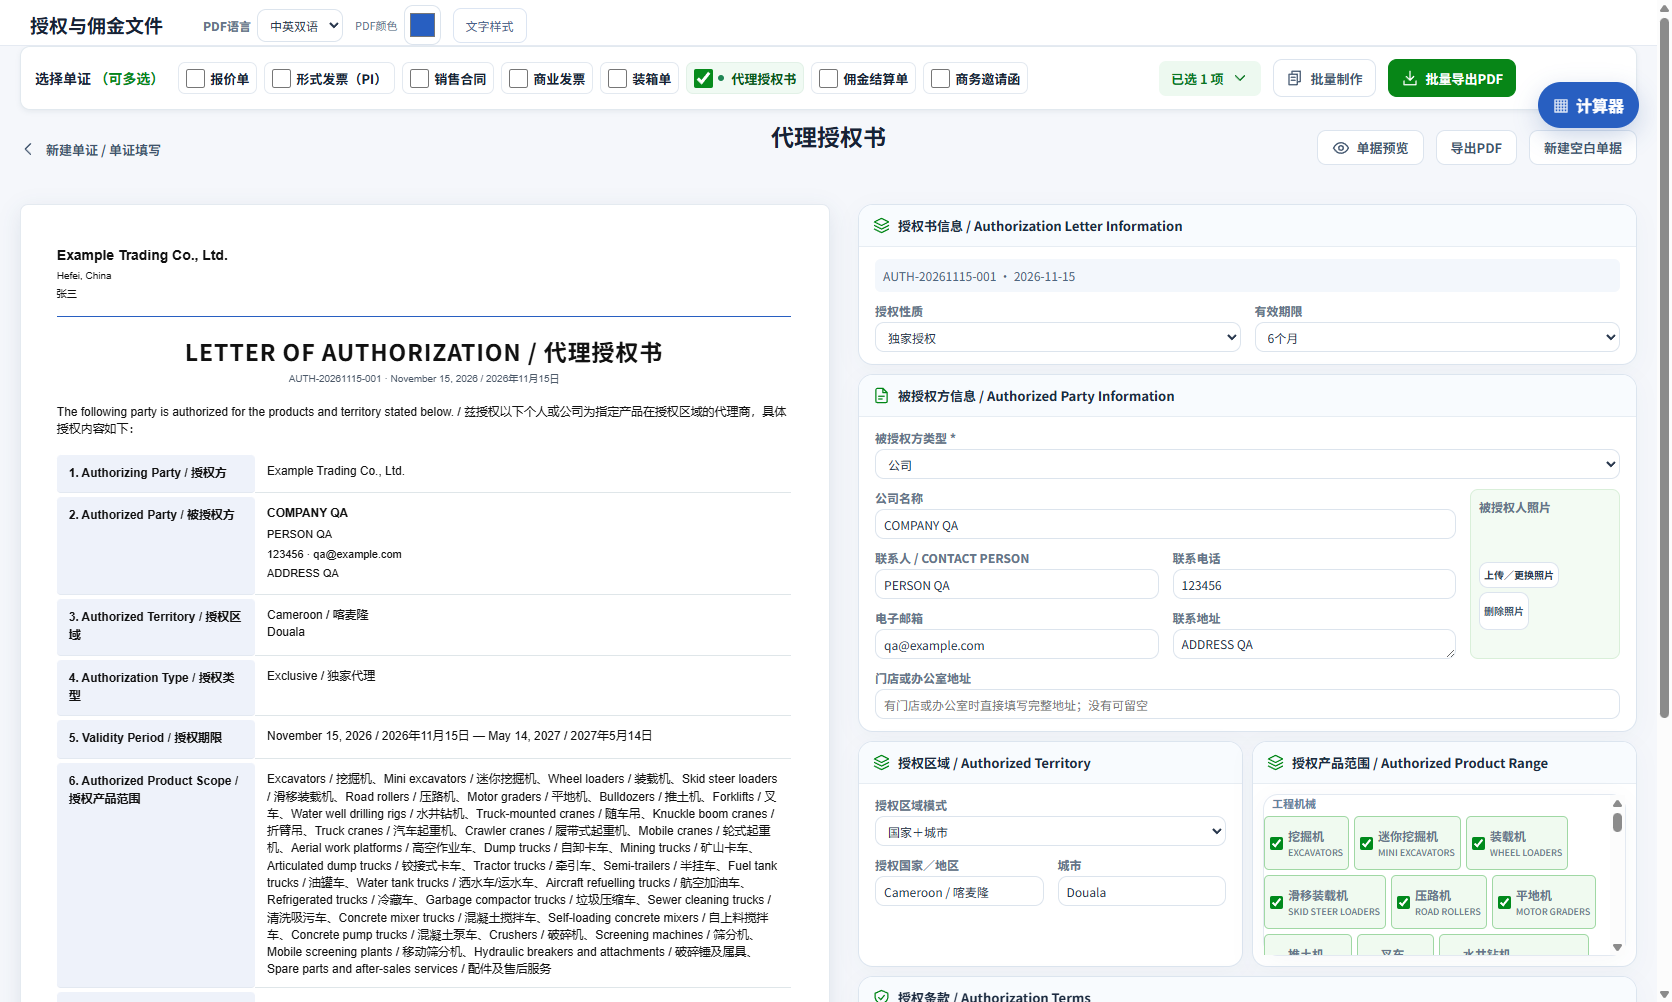 授权与佣金文件
PDF语言
中英双语
PDF颜色
文字样式
选择单证 （可多选）
报价单
形式发票（PI）
销售合同
商业发票
装箱单
代理授权书
佣金结算单
商务邀请函
已选 1 项
批量制作
批量导出PDF
计算器
新建单证 / 单证填写
代理授权书
单据预览
导出PDF
新建空白单据
Example Trading Co., Ltd.
Hefei, China
张三
LETTER OF AUTHORIZATION / 代理授权书
AUTH-20261115-001 · November 15, 2026 / 2026年11月15日
The following party is authorized for the products and territory stated below. / 兹授权以下个人或公司为指定产品在授权区域的代理商，具体
授权内容如下：
1. Authorizing Party / 授权方
Example Trading Co., Ltd.
2. Authorized Party / 被授权方
COMPANY QA
PERSON QA
123456 · qa@example.com
ADDRESS QA
3. Authorized Territory / 授权区
域
Cameroon / 喀麦隆
Douala
4. Authorization Type / 授权类
型
Exclusive / 独家代理
5. Validity Period / 授权期限
November 15, 2026 / 2026年11月15日 — May 14, 2027 / 2027年5月14日
6. Authorized Product Scope /
授权产品范围
Excavators / 挖掘机、Mini excavators / 迷你挖掘机、Wheel loaders / 装载机、Skid steer loaders
/ 滑移装载机、Road rollers / 压路机、Motor graders / 平地机、Bulldozers / 推土机、Forklifts / 叉
车、Water well drilling rigs / 水井钻机、Truck-mounted cranes / 随车吊、Knuckle boom cranes /
折臂吊、Truck cranes / 汽车起重机、Crawler cranes / 履带式起重机、Mobile cranes / 轮式起重
机、Aerial work platforms / 高空作业车、Dump trucks / 自卸卡车、Mining trucks / 矿山卡车、
Articulated dump trucks / 铰接式卡车、Tractor trucks / 牵引车、Semi-trailers / 半挂车、Fuel tank
trucks / 油罐车、Water tank trucks / 洒水车/运水车、Aircraft refuelling trucks / 航空加油车、
Refrigerated trucks / 冷藏车、Garbage compactor trucks / 垃圾压缩车、Sewer cleaning trucks /
清洗吸污车、Concrete mixer trucks / 混凝土搅拌车、Self-loading concrete mixers / 自上料搅拌
车、Concrete pump trucks / 混凝土泵车、Crushers / 破碎机、Screening machines / 筛分机、
Mobile screening plants / 移动筛分机、Hydraulic breakers and attachments / 破碎锤及属具、
Spare parts and after-sales services / 配件及售后服务
授权书信息 / Authorization Letter Information
AUTH-20261115-001 • 2026-11-15
授权性质
有效期限
独家授权
6个月
被授权方信息 / Authorized Party Information
被授权方类型 *
公司
公司名称
COMPANY QA
被授权人照片
上传／更换照片
删除照片
联系人 / CONTACT PERSON
联系电话
PERSON QA
123456
电子邮箱
联系地址
qa@example.com
ADDRESS QA
门店或办公室地址
有门店或办公室时直接填写完整地址；没有可留空
授权区域 / Authorized Territory
授权区域模式
国家＋城市
授权国家／地区
城市
Cameroon / 喀麦隆
Douala
授权产品范围 / Authorized Product Range
工程机械
挖掘机
EXCAVATORS
迷你挖掘机
MINI EXCAVATORS
装载机
WHEEL LOADERS
滑移装载机
SKID STEER LOADERS
压路机
ROAD ROLLERS
平地机
MOTOR GRADERS
推土机
叉车
水井钻机
授权条款 / Authorization Terms